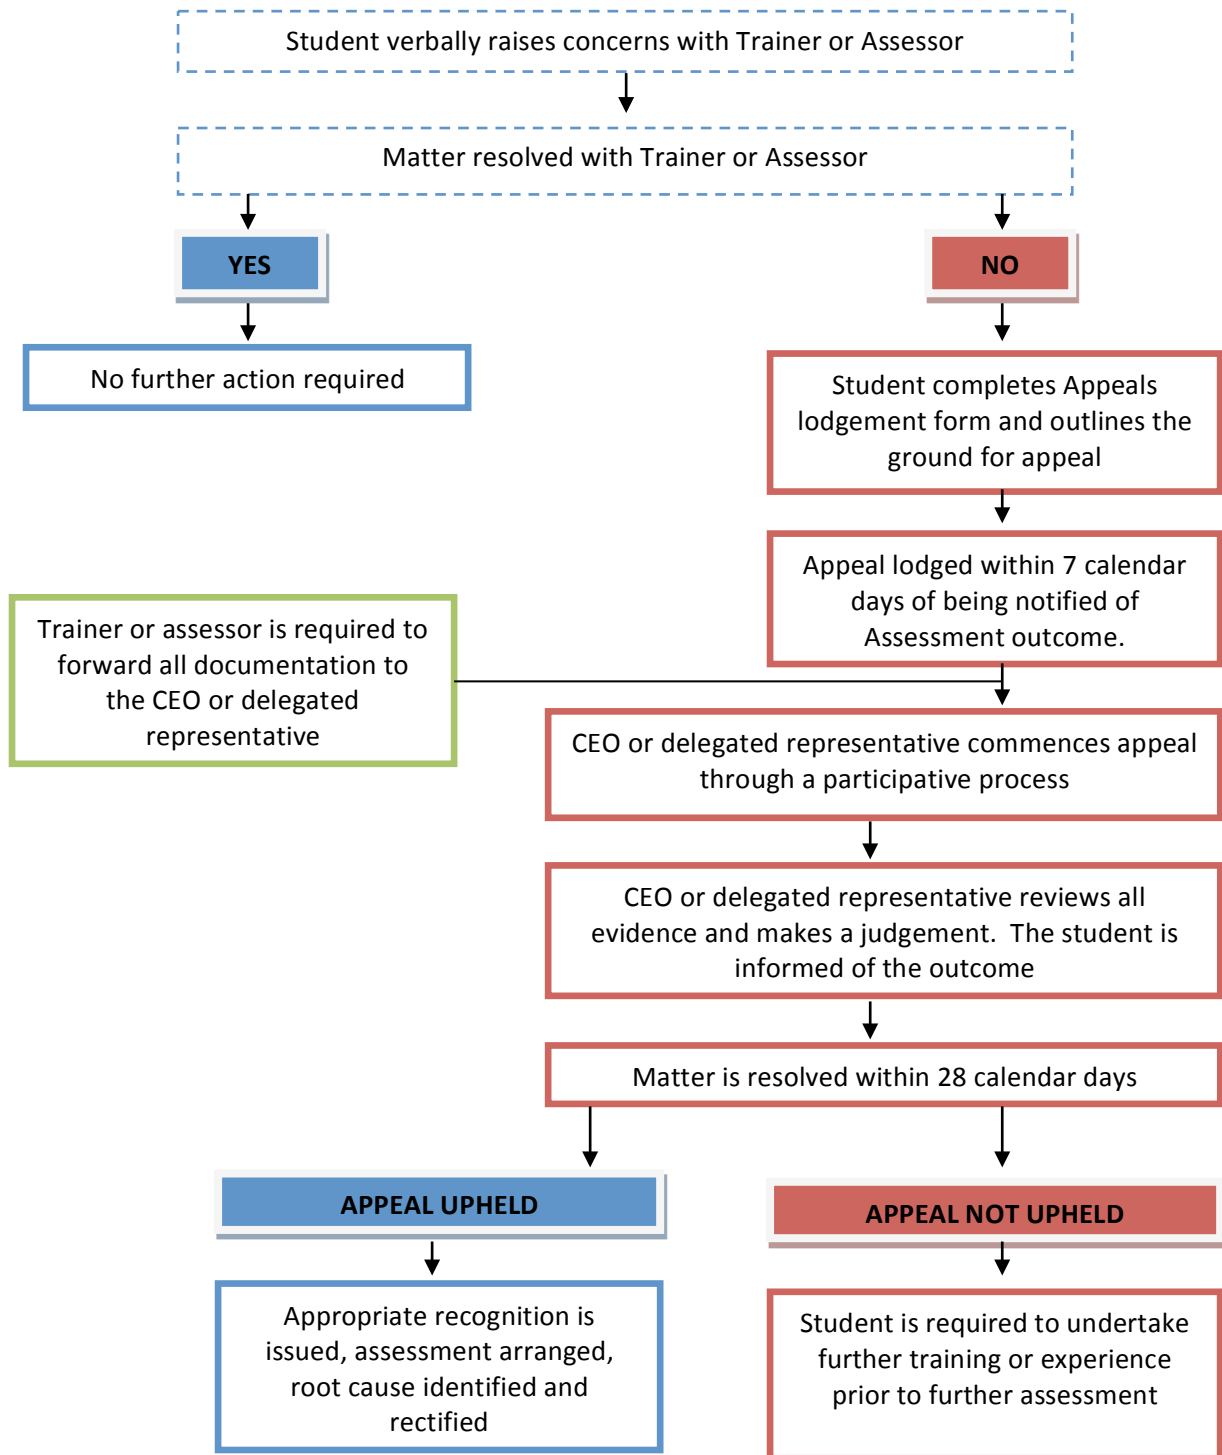 Student verbally raises concerns with Trainer or Assessor
Matter resolved with Trainer or Assessor
YES
NO
No further action required
Student completes Appeals
lodgement form and outlines the
ground for appeal
Appeal lodged within 7 calendar
days of being notified of
Assessment outcome.
Trainer or assessor is required to
forward all documentation to
the CEO or delegated
representative
CEO or delegated representative commences appeal
through a participative process
CEO or delegated representative reviews all
evidence and makes a judgement.  The student is
informed of the outcome
Matter is resolved within 28 calendar days
APPEAL UPHELD
APPEAL NOT UPHELD
Appropriate recognition is
issued, assessment arranged,
root cause identified and
rectified
Student is required to undertake
further training or experience
prior to further assessment